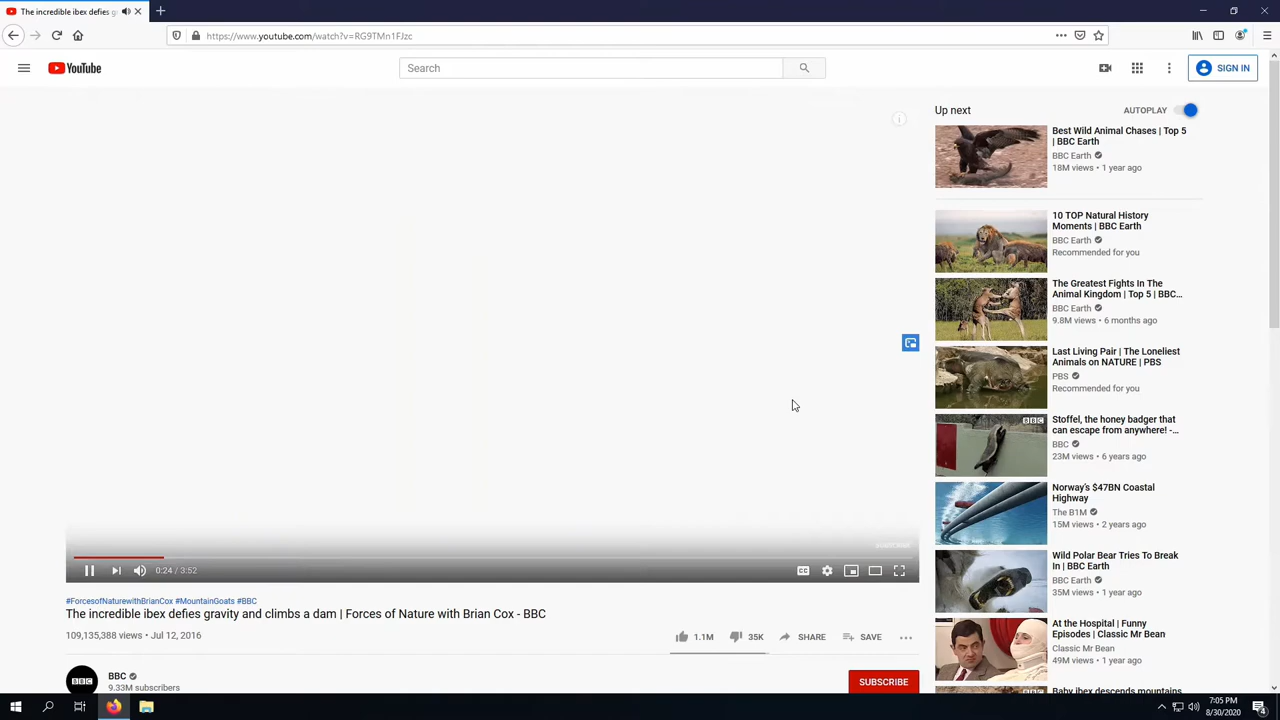 The incredible ibex defies g
https://www.youtube.com/watch?v=RG9TMn1FJzc
YouTube
Search
SIGN IN
Up next
AUTOPLAY
Best Wild Animal Chases | Top 5
| BBC Earth
BBC Earth
18M views • 1 year ago
10 TOP Natural History
Moments | BBC Earth
BBC Earth
Recommended for you
The Greatest Fights In The
Animal Kingdom | Top 5 | BBC...
BBC Earth
9.8M views • 6 months ago
Last Living Pair | The Loneliest
Animals on NATURE | PBS
PBS
Recommended for you
BBC
Stoffel, the honey badger that
can escape from anywhere! -...
BBC
23M views • 6 years ago
Norway's $47BN Coastal
Highway
The B1M
15M views • 2 years ago
Wild Polar Bear Tries To Break
In | BBC Earth
BBC Earth
35M views • 1 year ago
At the Hospital | Funny
Episodes | Classic Mr Bean
Classic Mr Bean
49M views • 1 year ago
Baby ibex descends mountains
0:24 / 3:52
CC
#ForcesofNaturewithBrianCox #MountainGoats #BBC
The incredible ibex defies gravity and climbs a dam | Forces of Nature with Brian Cox - BBC
109,135,388 views • Jul 12, 2016
1.1M
35K
SHARE
SAVE
BBC
BBC
9.33M subscribers
SUBSCRIBE
7:05 PM
8/30/2020
4